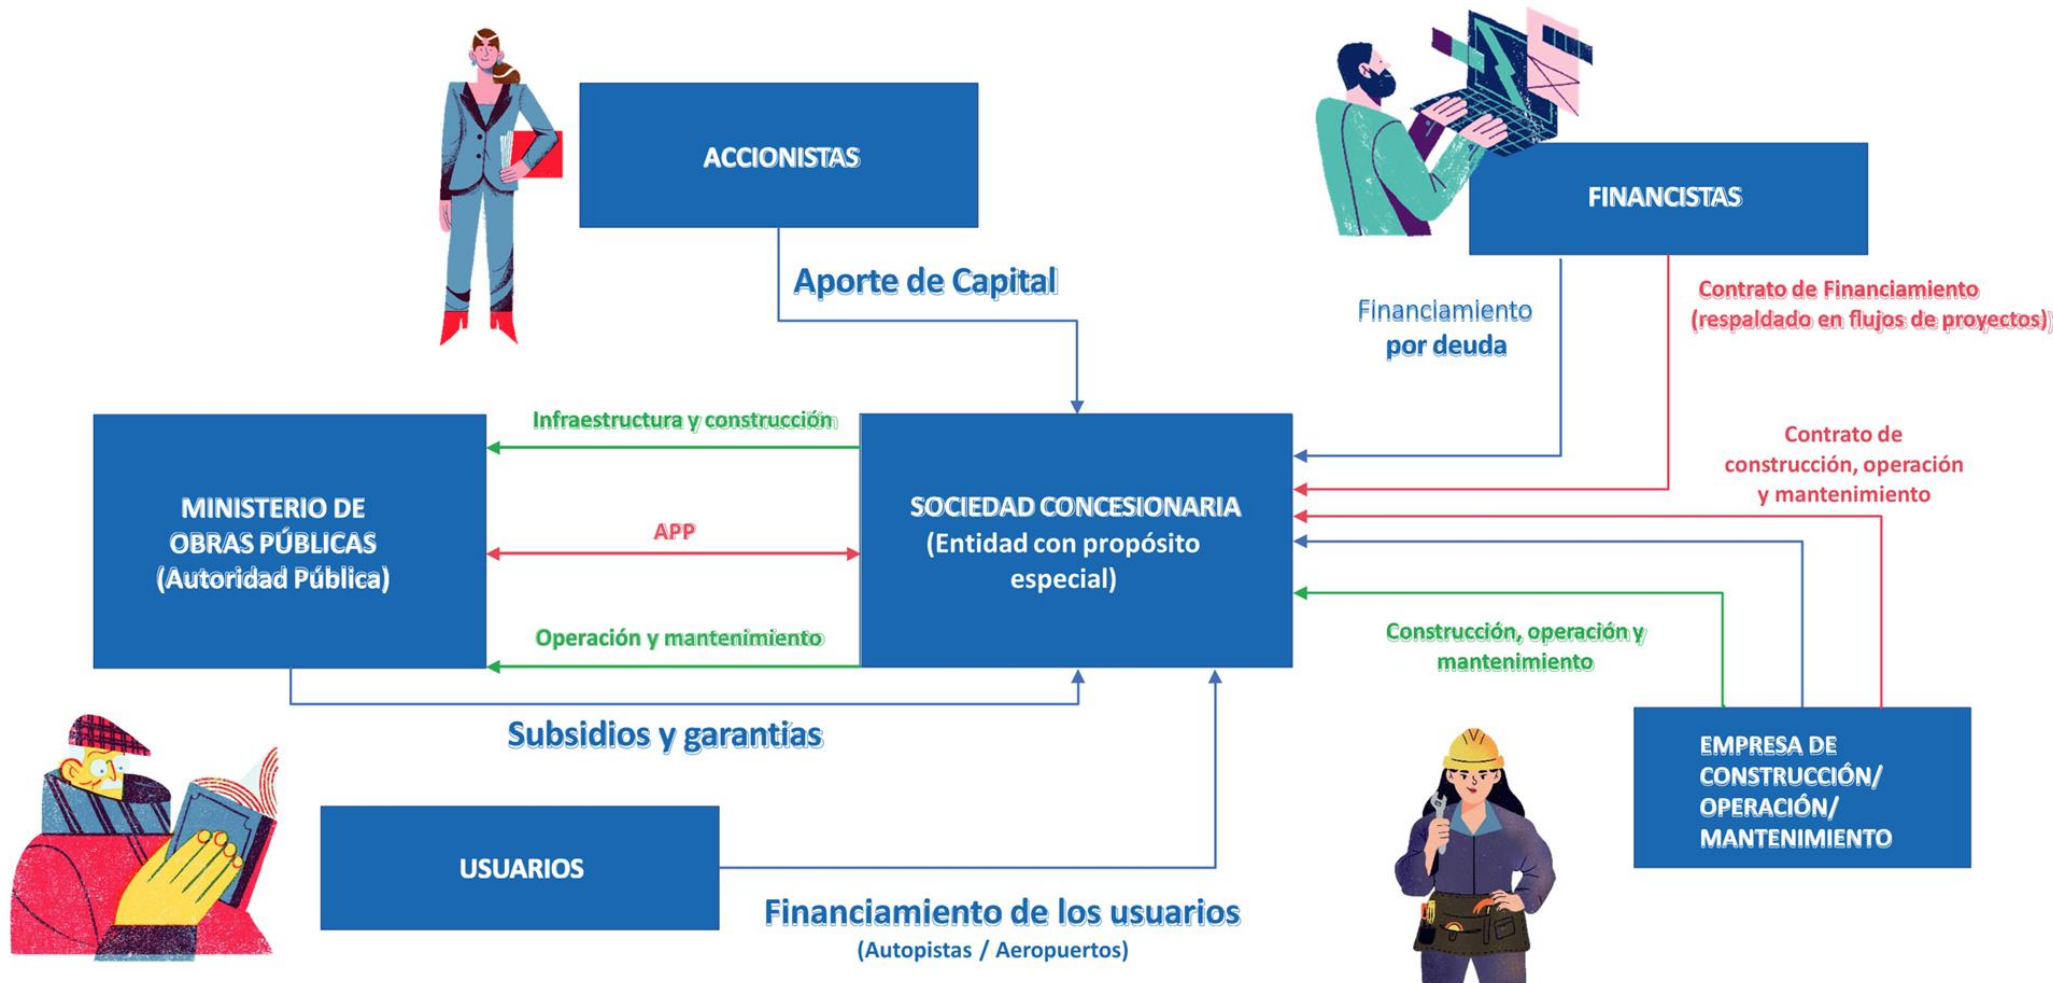 ACCIONISTAS
FINANCISTAS
Aporte de Capital
Financiamiento
por deuda
Contrato de Financiamiento
(respaldado en flujos de proyectos)
Infraestructura y construcción
Contrato de
construcción, operación
y mantenimiento
MINISTERIO DE
OBRAS PÚBLICAS
(Autoridad Pública)
APP
SOCIEDAD CONCESIONARIA
(Entidad con propósito
especial)
Operación y mantenimiento
Construcción, operación y
mantenimiento
Subsidios y garantías
EMPRESA DE
CONSTRUCCIÓN/
OPERACIÓN/
MANTENIMIENTO
USUARIOS
Financiamiento de los usuarios
(Autopistas / Aeropuertos)